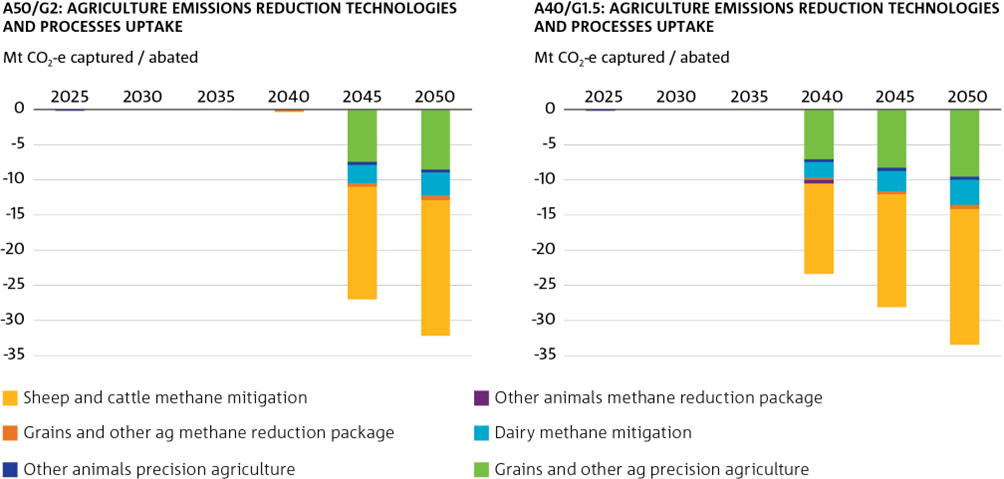 A50/G2: AGRICULTURE EMISSIONS REDUCTION TECHNOLOGIES
AND PROCESSES UPTAKE
Mt CO₂-e captured / abated
2025 2030 2035 2040 2045 2050
0
-5
-10
-15
-20
-25
-30
-35
A40/G1.5: AGRICULTURE EMISSIONS REDUCTION TECHNOLOGIES
AND PROCESSES UPTAKE
Mt CO₂-e captured / abated
2025 2030 2035 2040 2045 2050
0
-5
-10
-15
-20
-25
-30
-35
Sheep and cattle methane mitigation
Grains and other ag methane reduction package
Other animals precision agriculture
Other animals methane reduction package
Dairy methane mitigation
Grains and other ag precision agriculture